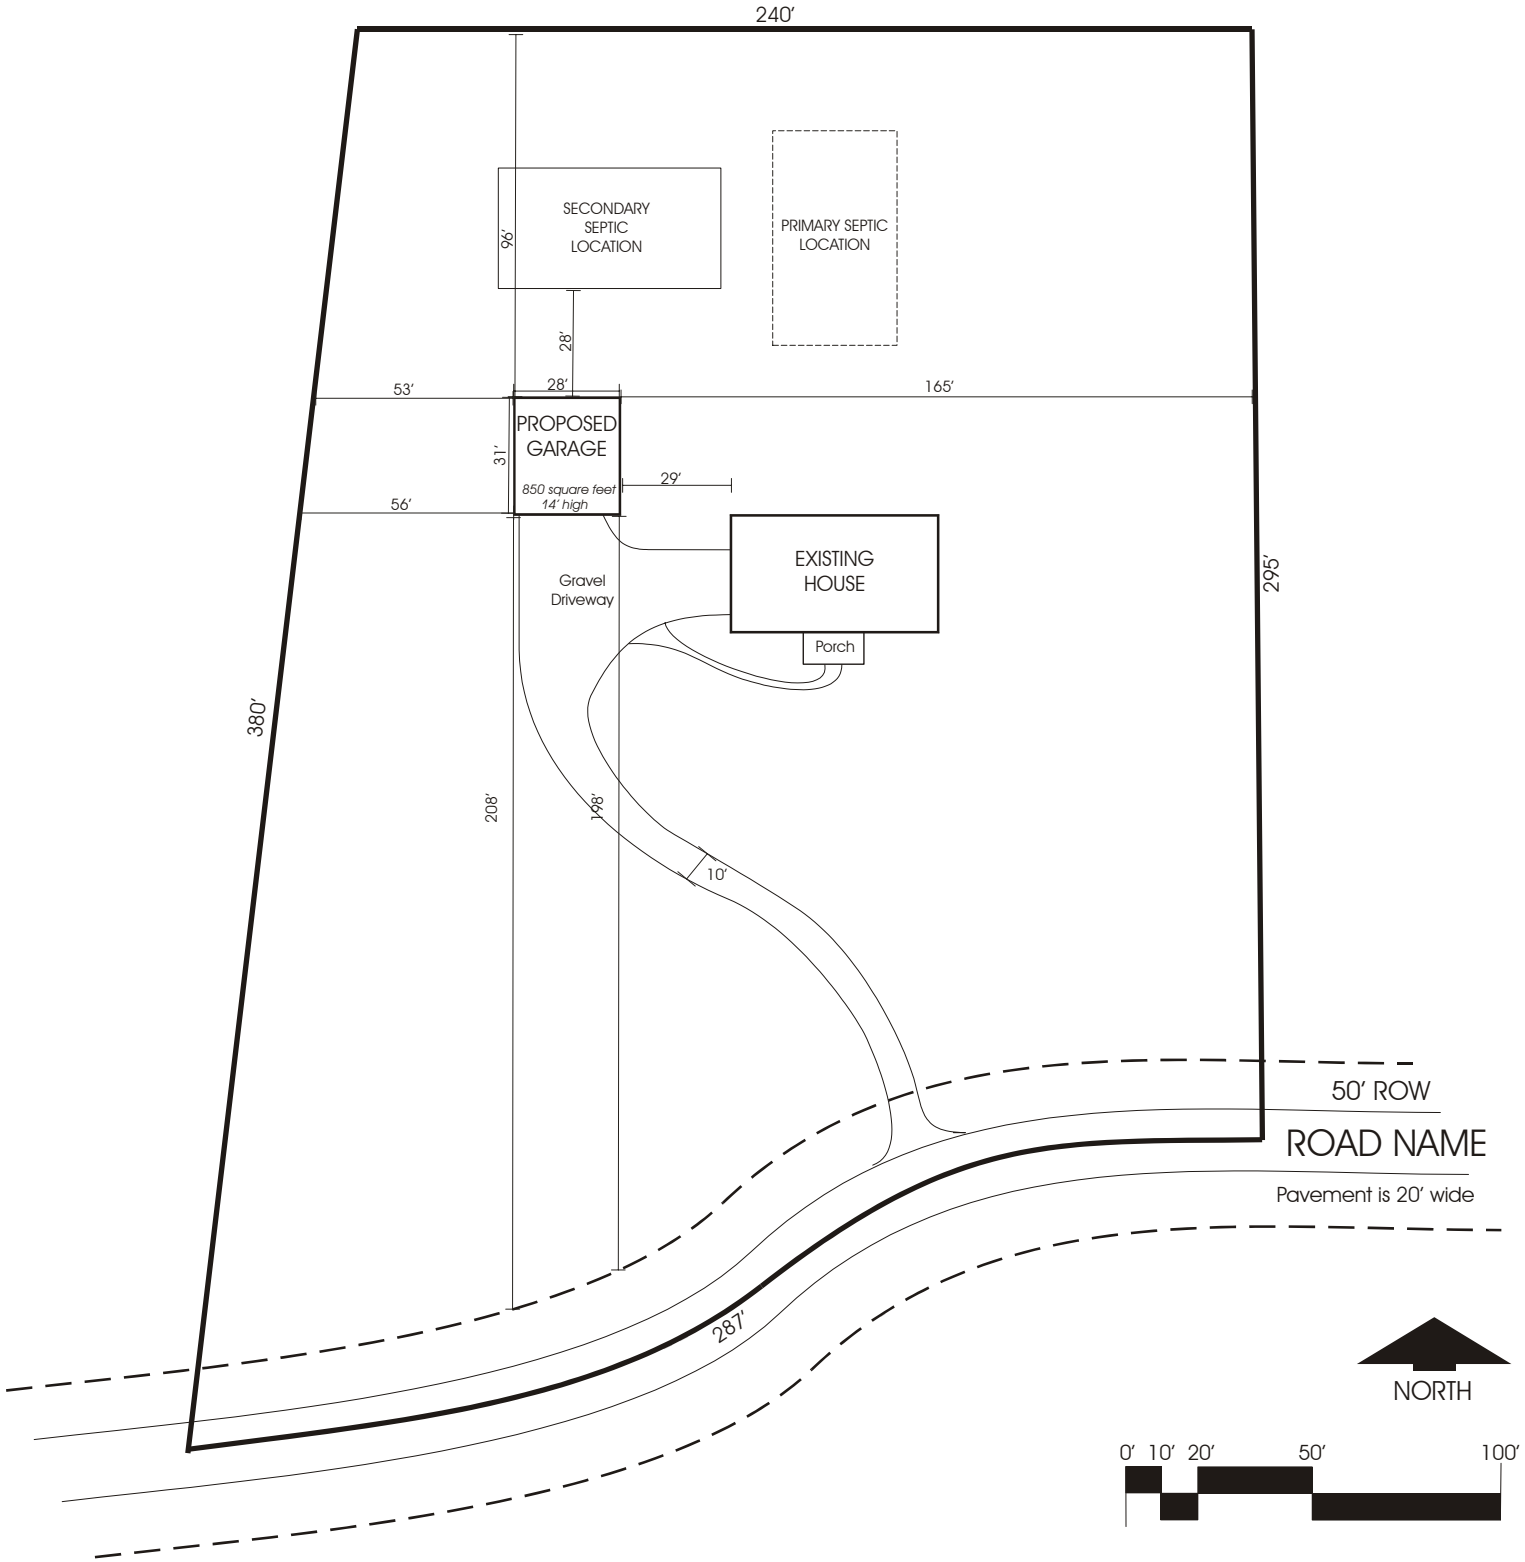 240'
SECONDARY
SEPTIC
LOCATION
PRIMARY SEPTIC
LOCATION
96'
28'
53'
28'
165'
PROPOSED
GARAGE
31'
850 square feet
14' high
29'
56'
EXISTING
HOUSE
295'
Gravel
Driveway
Porch
380'
208'
198'
10'
50' ROW
ROAD NAME
Pavement is 20' wide
287'
NORTH
0' 10' 20' 50' 100'